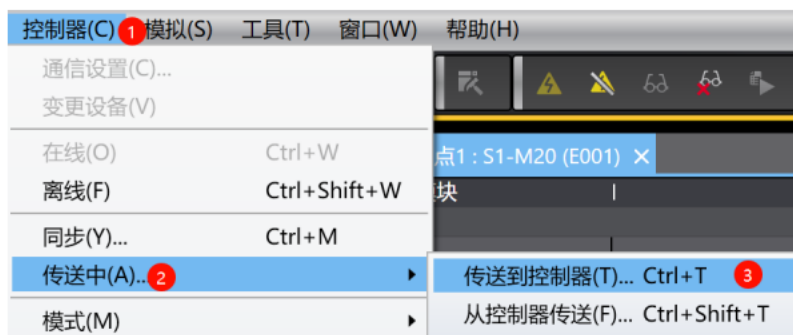 控制器(C) 1 模拟(S) 工具(T) 窗口(W) 帮助(H)
通信设置(C)...
变更设备(V)
在线(O) Ctrl+W
点1 : S1-M20 (E001) ×
离线(F) Ctrl+Shift+W
块
同步(Y)... Ctrl+M
传送中(A)... 2
传送到控制器(T)... Ctrl+T 3
模式(M)
从控制器传送(F)... Ctrl+Shift+T